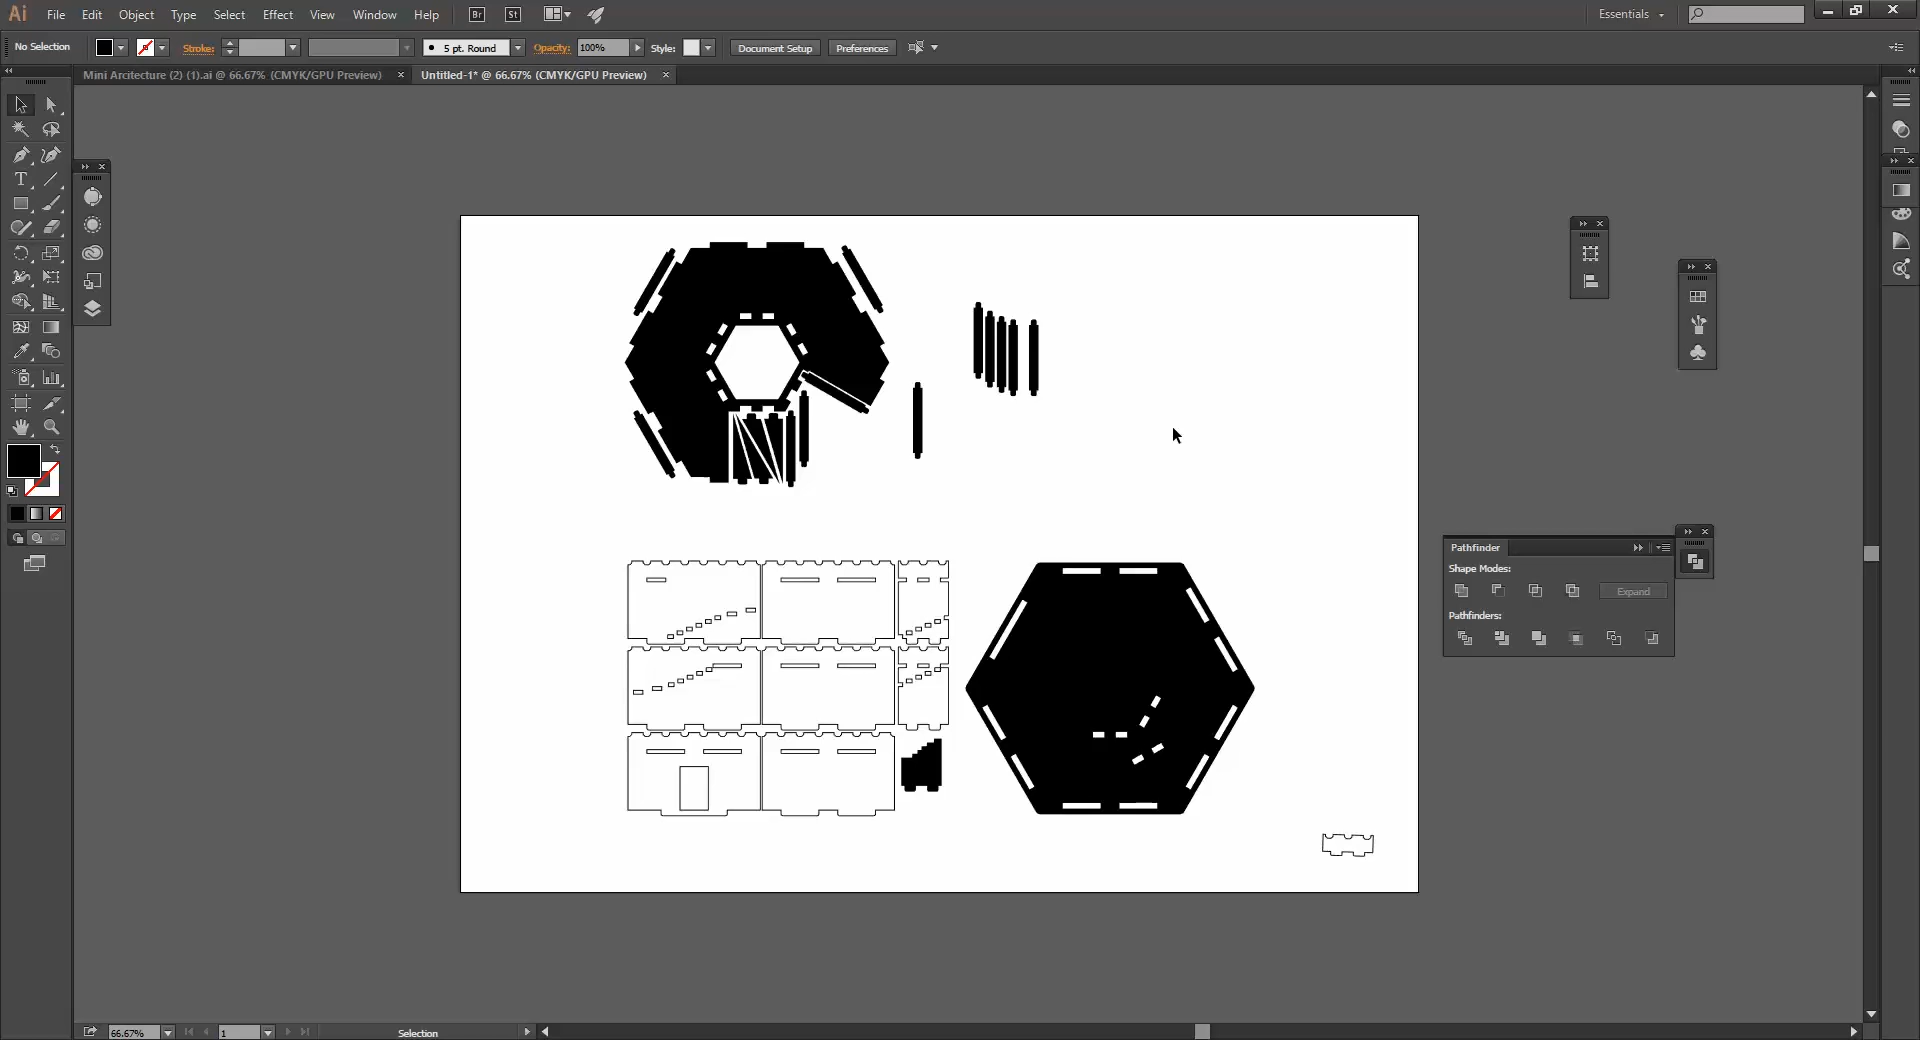 Ai File Edit Object Type Select Effect View Window Help Br St Essentials
No Selection Stroke: 5 pt. Round Opacity: 100% Style: Document Setup Preferences
Mini Arcitecture (2) (1).ai @ 66.67% (CMYK/GPU Preview) × Untitled-1* @ 66.67% (CMYK/GPU Preview) ×
Pathfinder
Shape Modes:
Expand
Pathfinders:
66.67% 1 Selection